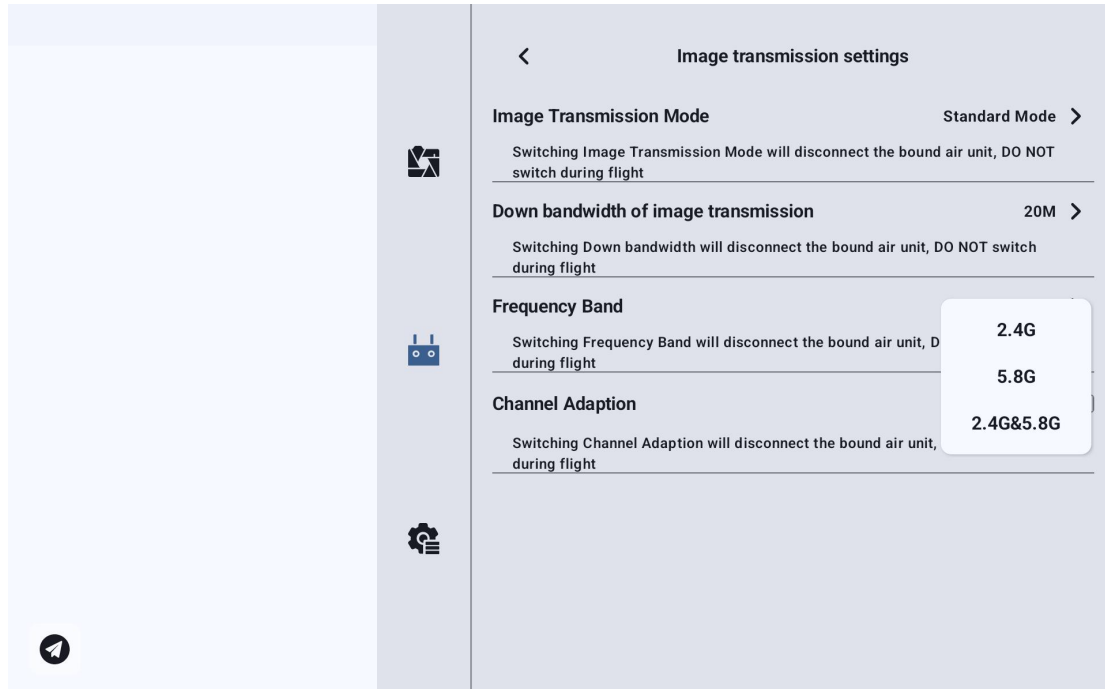 Image transmission settings
Image Transmission Mode
Standard Mode
Switching Image Transmission Mode will disconnect the bound air unit, DO NOT
switch during flight
Down bandwidth of image transmission
20M
Switching Down bandwidth will disconnect the bound air unit, DO NOT switch
during flight
Frequency Band
Switching Frequency Band will disconnect the bound air unit,
during flight
Channel Adaption
Switching Channel Adaption will disconnect the bound air unit,
during flight
2.4G
5.8G
2.4G&5.8G